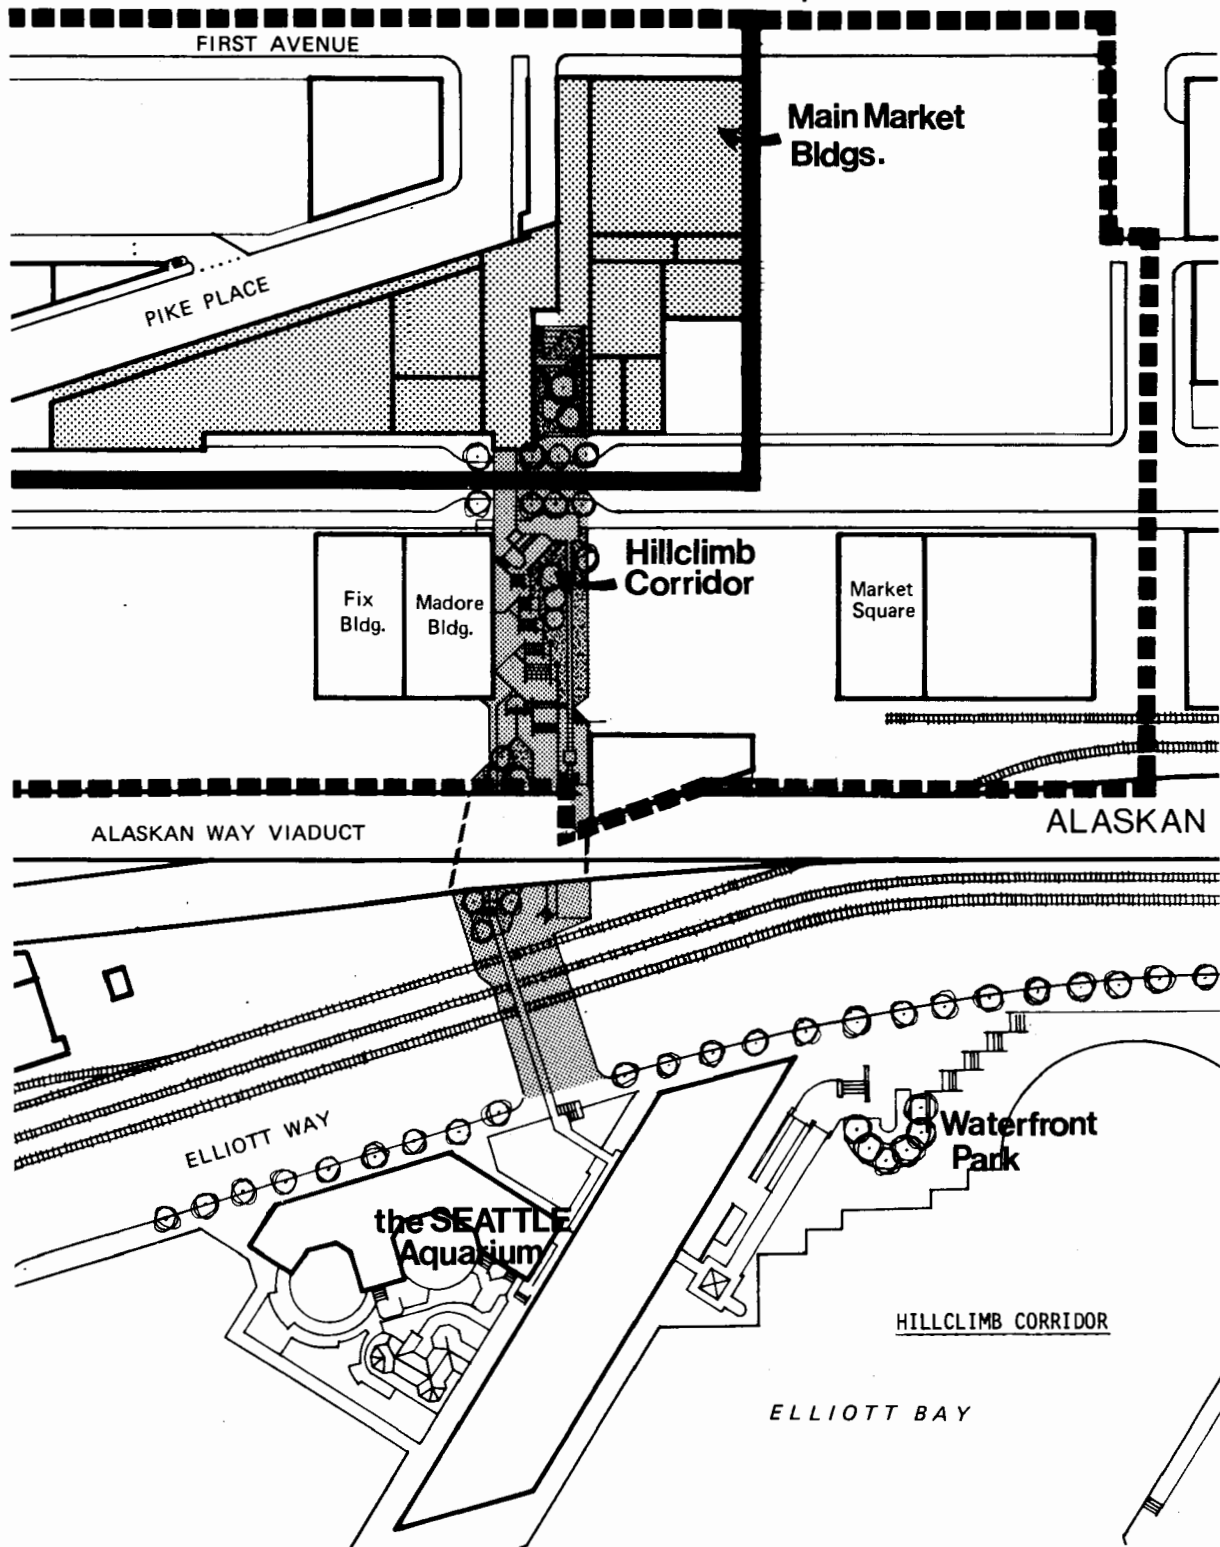 FIRST AVENUE
Main Market
Bldgs.
PIKE PLACE
Hillclimb
Corridor
Fix
Bldg.
Madore
Bldg.
Market
Square
ALASKAN WAY VIADUCT
ALASKAN
ELLIOTT WAY
Waterfront
Park
the SEATTLE
Aquarium
HILLCLIMB CORRIDOR
ELLIOTT BAY